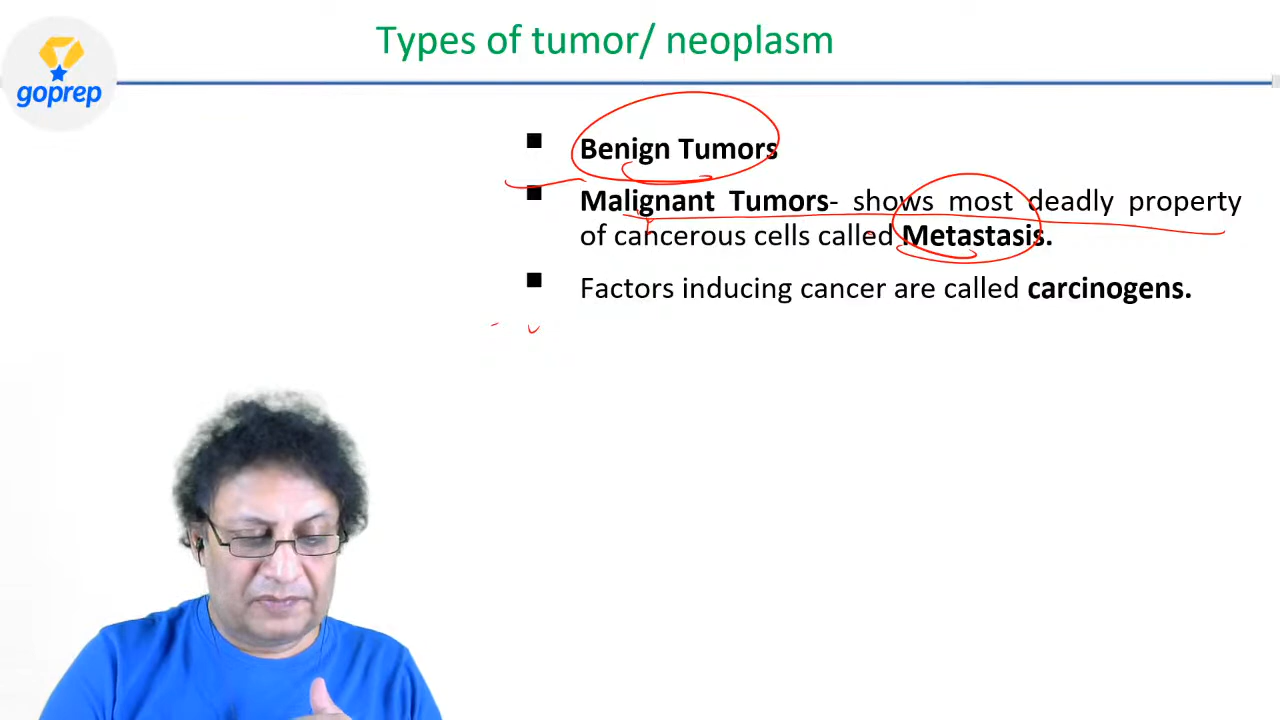 Types of tumor/ neoplasm
goprep
▪ Benign Tumors
▪ Malignant Tumors- shows most deadly property
of cancerous cells called Metastasis.
▪ Factors inducing cancer are called carcinogens.